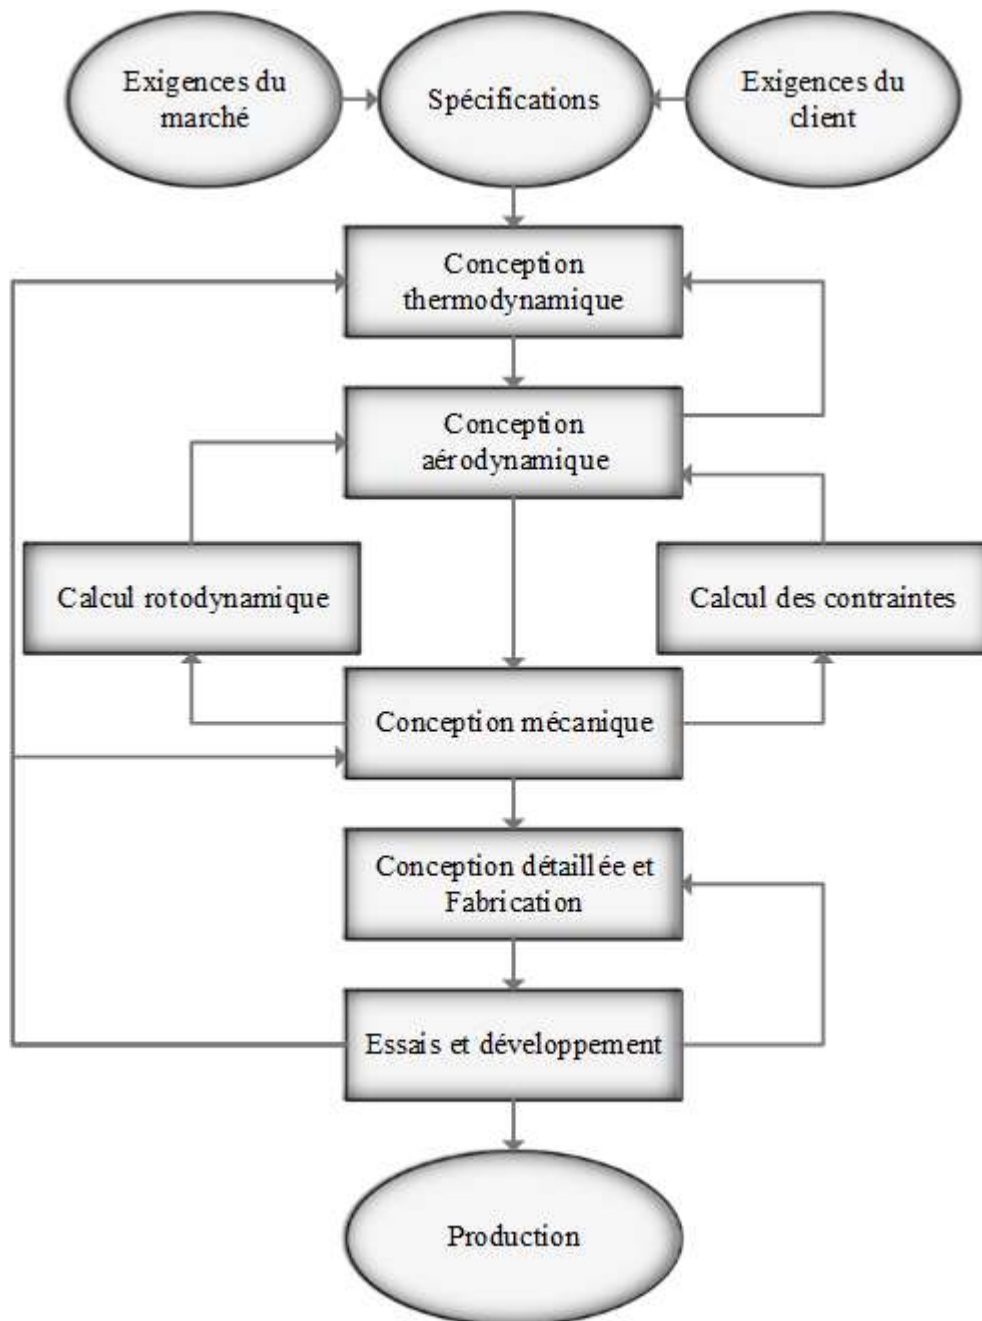 Exigences du
marché
Spécifications
Exigences du
client
Conception
thermodynamique
Conception
aérodynamique
Calcul rotodynamique
Calcul des contraintes
Conception mécanique
Conception détaillée et
Fabrication
Essais et développement
Production